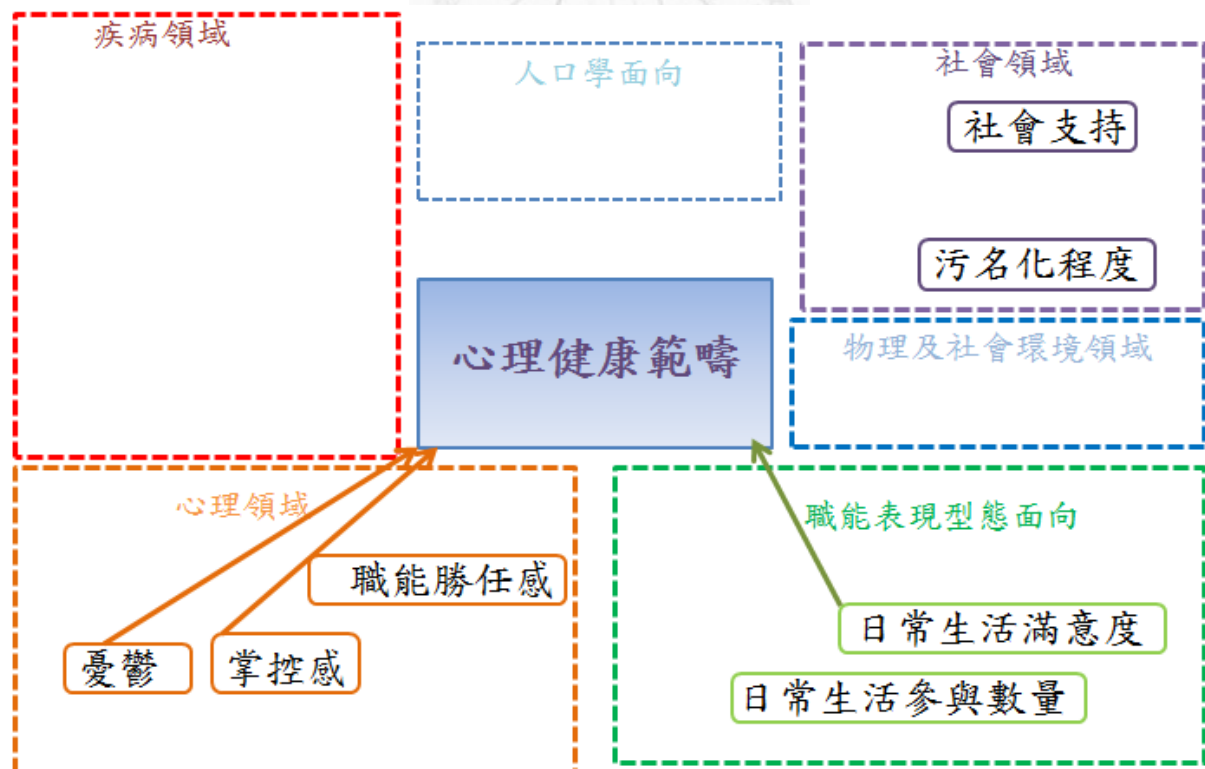 疾病領域
人口學面向
社會領域
社會支持
污名化程度
心理健康範疇
物理及社會環境領域
心理領域
職能勝任感
憂鬱
掌控感
職能表現型態面向
日常生活滿意度
日常生活參與數量